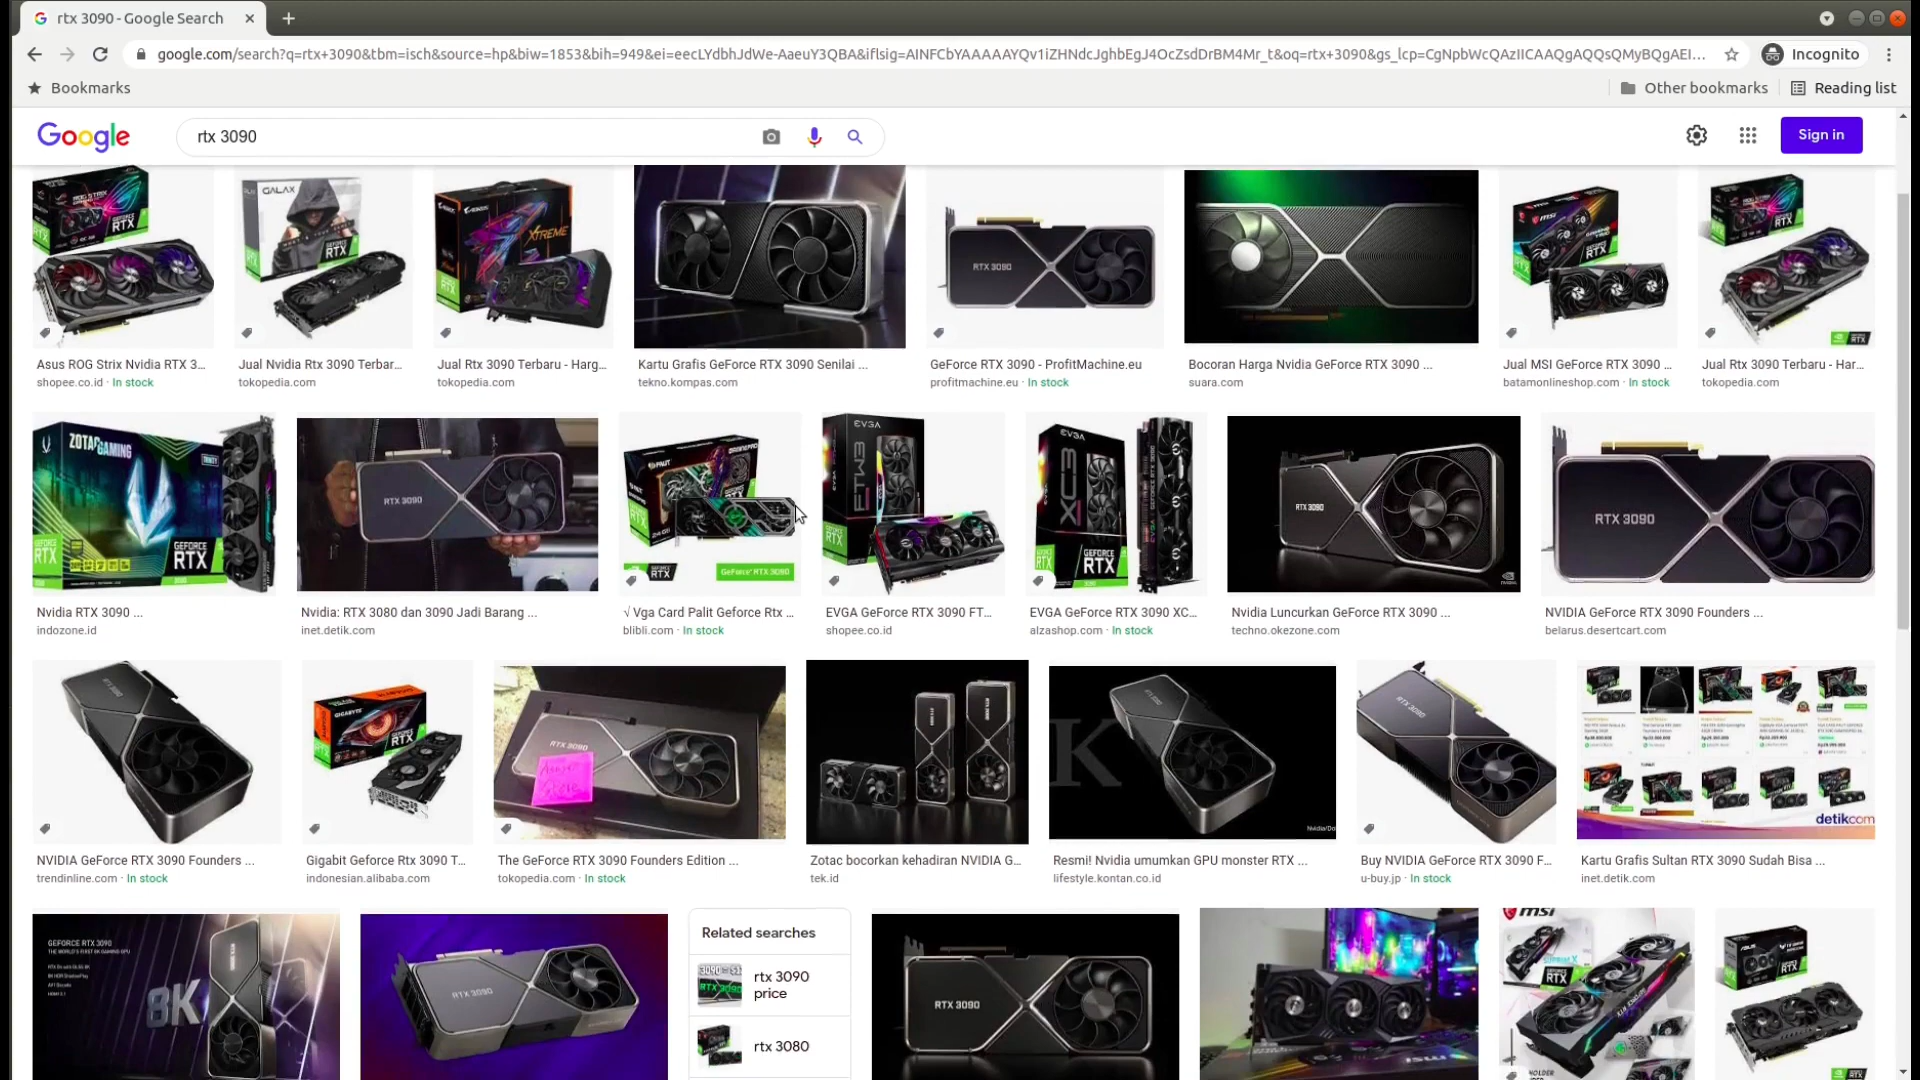 rtx 3090 - Google Search
google.com/search?q=rtx+3090&tbm=isch&source=hp&biw=1853&bih=949&ei=eecLYdbhJdWe-AaeuY3QBA&iflsig=AINFCbYAAAAAYQv1iZHNdcJghbEgJ4OcZsdDrBM4Mr_t&oq=rtx+3090&gs_lcp=CgNpbWcQAzIICAAQgAQQsQMyBQgAEI...
Incognito
Bookmarks
Other bookmarks
Reading list
Google
rtx 3090
Sign in
Asus ROG Strix Nvidia RTX 3...
shopee.co.id · In stock
Jual Nvidia Rtx 3090 Terbar...
tokopedia.com
Jual Rtx 3090 Terbaru - Harg...
tokopedia.com
Kartu Grafis GeForce RTX 3090 Senilai ...
tekno.kompas.com
GeForce RTX 3090 - ProfitMachine.eu
profitmachine.eu · In stock
Bocoran Harga Nvidia GeForce RTX 3090 ...
suara.com
Jual MSI GeForce RTX 3090 ...
batamonlineshop.com · In stock
Jual Rtx 3090 Terbaru - Har...
tokopedia.com
Nvidia RTX 3090 ...
indozone.id
Nvidia: RTX 3080 dan 3090 Jadi Barang ...
inet.detik.com
√ Vga Card Palit Geforce Rtx ...
blibli.com · In stock
EVGA GeForce RTX 3090 FT...
shopee.co.id
EVGA GeForce RTX 3090 XC...
alzashop.com · In stock
Nvidia Luncurkan GeForce RTX 3090 ...
techno.okezone.com
NVIDIA GeForce RTX 3090 Founders ...
belarus.desertcart.com
NVIDIA GeForce RTX 3090 Founders ...
trendinline.com · In stock
Gigabit Geforce Rtx 3090 T...
indonesian.alibaba.com
The GeForce RTX 3090 Founders Edition ...
tokopedia.com · In stock
Zotac bocorkan kehadiran NVIDIA G...
tek.id
Resmi! Nvidia umumkan GPU monster RTX ...
lifestyle.kontan.co.id
Buy NVIDIA GeForce RTX 3090 F...
u-buy.jp · In stock
Kartu Grafis Sultan RTX 3090 Sudah Bisa ...
inet.detik.com
GEFORCE RTX 3090
8K
RTX 3090
Related searches
rtx 3090
price
rtx 3080
RTX 3090